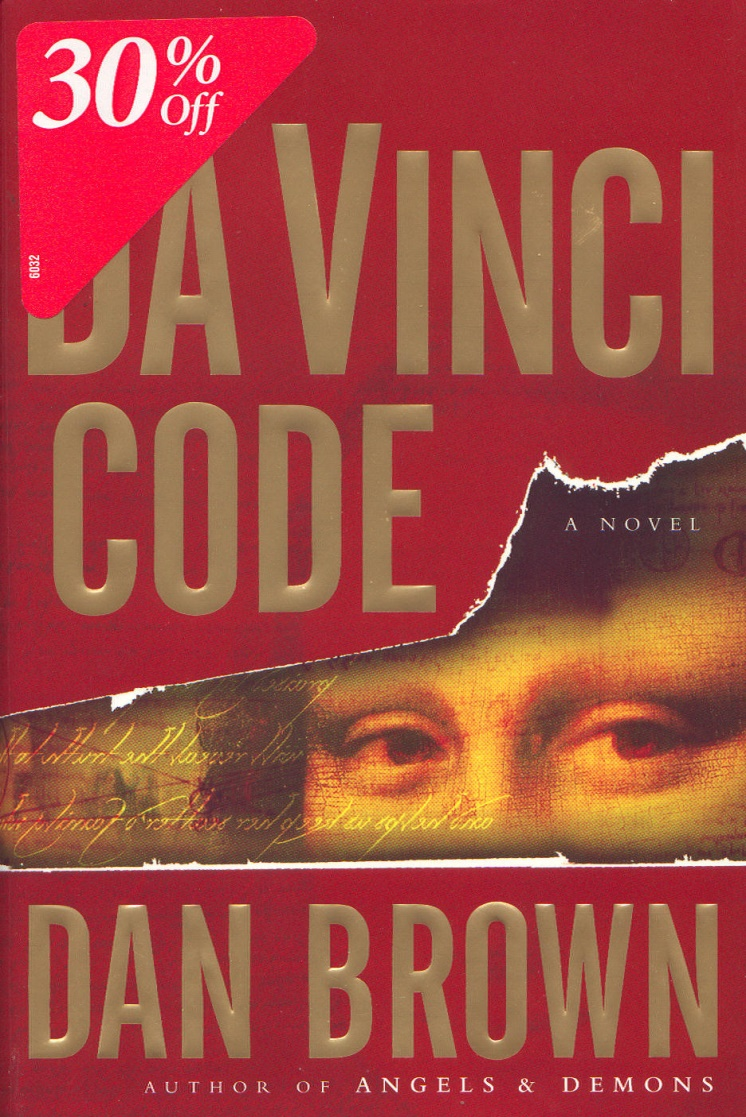 30%
Off
6032
DA VINCI
CODE
A NOVEL
DAN BROWN
AUTHOR OF ANGELS & DEMONS